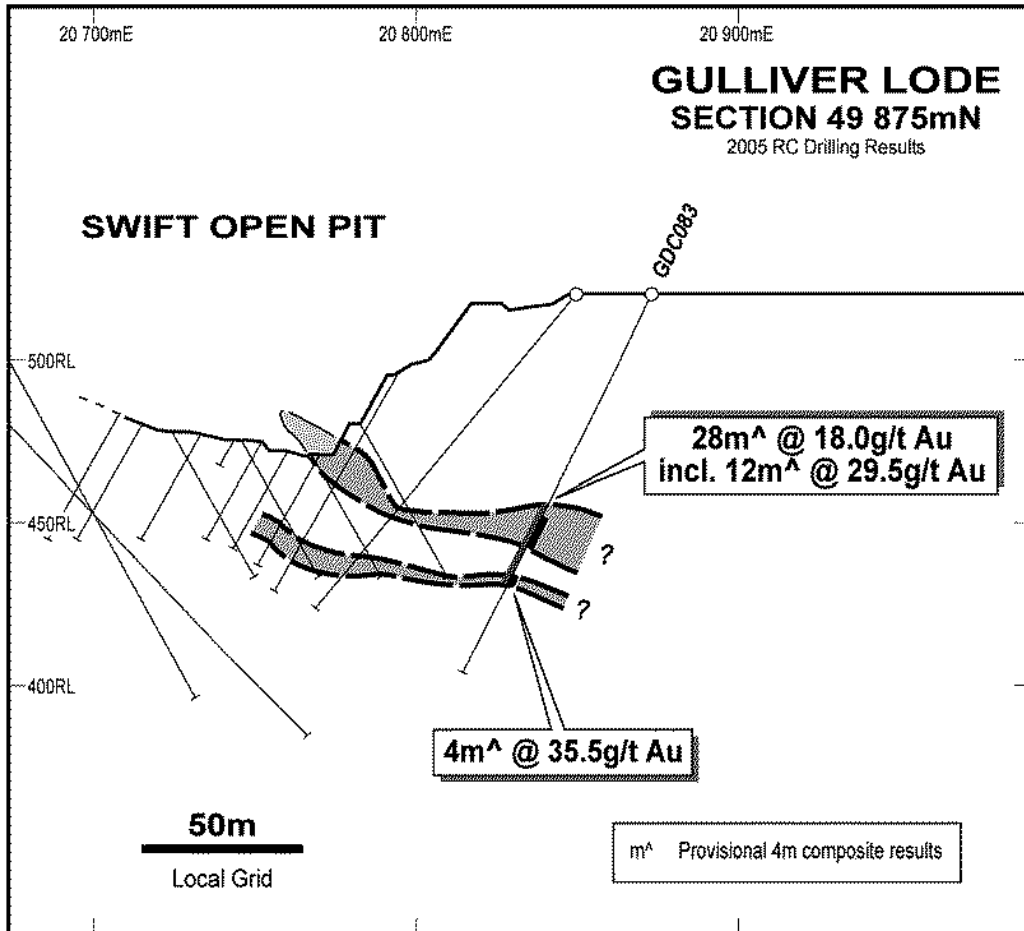 20 700mE
20 800mE
20 900mE
GULLIVER LODE
SECTION 49 875mN
2005 RC Drilling Results
SWIFT OPEN PIT
GDC083
500RL
28m^ @ 18.0g/t Au
incl. 12m^ @ 29.5g/t Au
450RL
?
?
400RL
4m^ @ 35.5g/t Au
50m
Local Grid
m^ Provisional 4m composite results